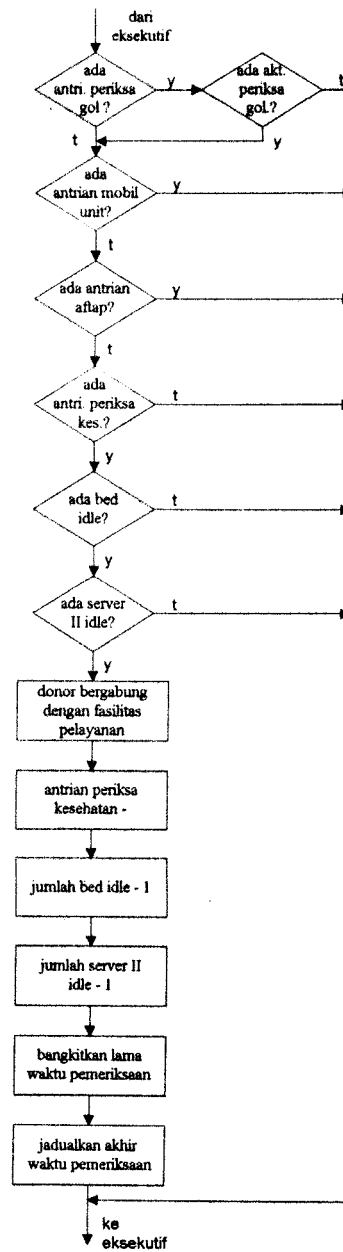 dari
eksekutif
ada
antri. periksa
gol ?
y
ada akt.
periksa
gol.?
t
t
y
ada
antrian mobil
unit?
y
t
ada antrian
aftap?
y
t
ada
antri. periksa
kes.?
t
y
ada bed
idle?
t
y
ada server
II idle?
t
y
donor bergabung
dengan fasilitas
pelayanan
antrian periksa
kesehatan -
jumlah bed idle - 1
jumlah server II
idle - 1
bangkitkan lama
waktu pemeriksaan
jadualkan akhir
waktu pemeriksaan
ke
eksekutif